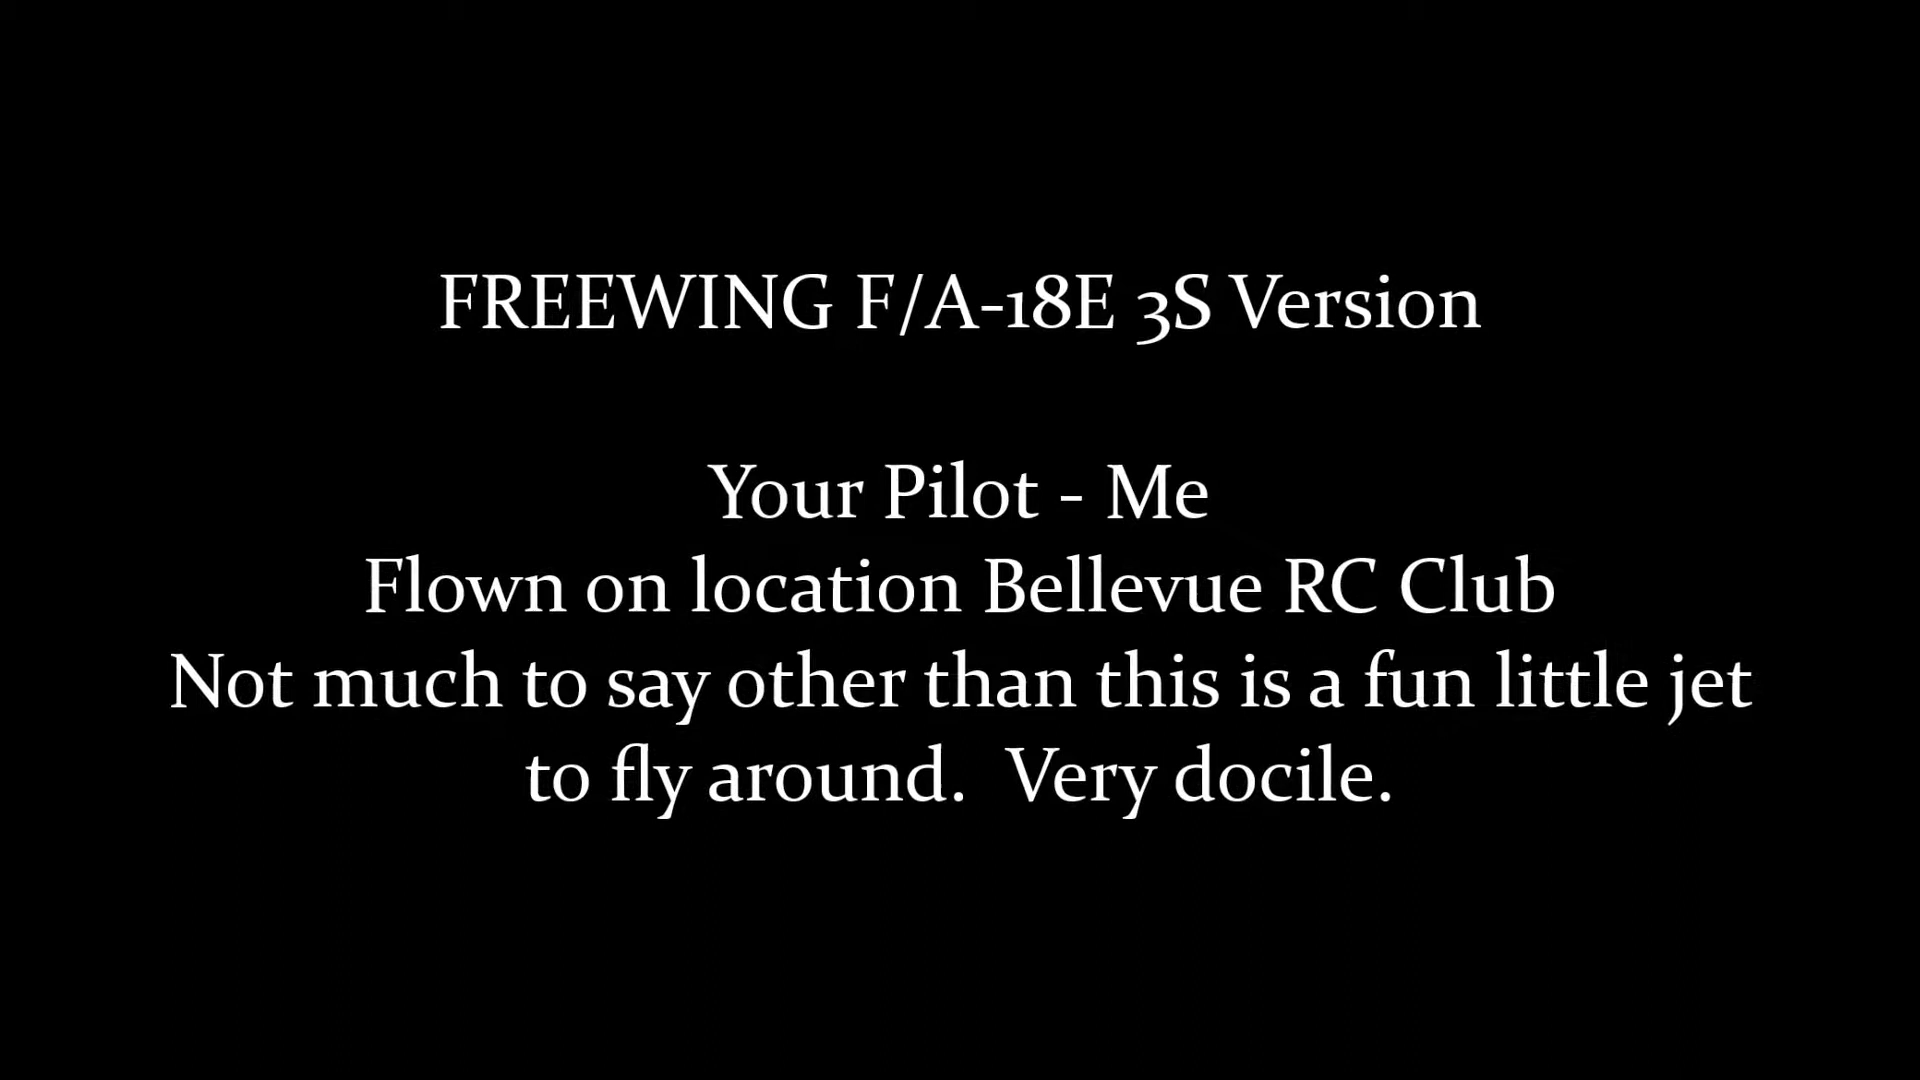 FREEWING F/A-18E 3S Version
Your Pilot - Me
Flown on location Bellevue RC Club
Not much to say other than this is a fun little jet
to fly around.  Very docile.